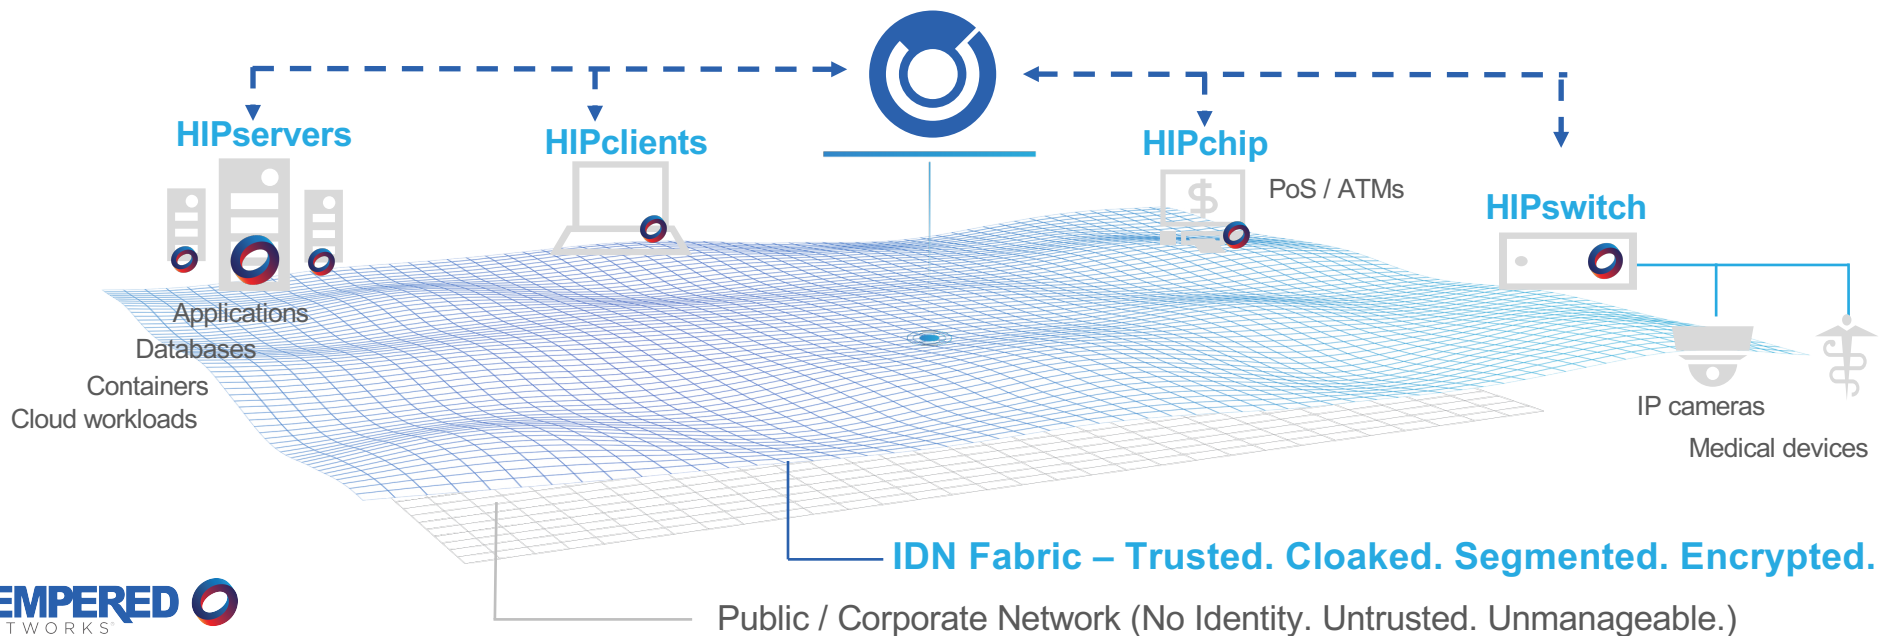 HIPservers
HIPclients
HIPchip
PoS / ATMs
$
HIPswitch
Applications
Databases
Containers
Cloud workloads
IP cameras
Medical devices
IDN Fabric – Trusted. Cloaked. Segmented. Encrypted.
Public / Corporate Network (No Identity. Untrusted. Unmanageable.)
EMPERED
TWORKS